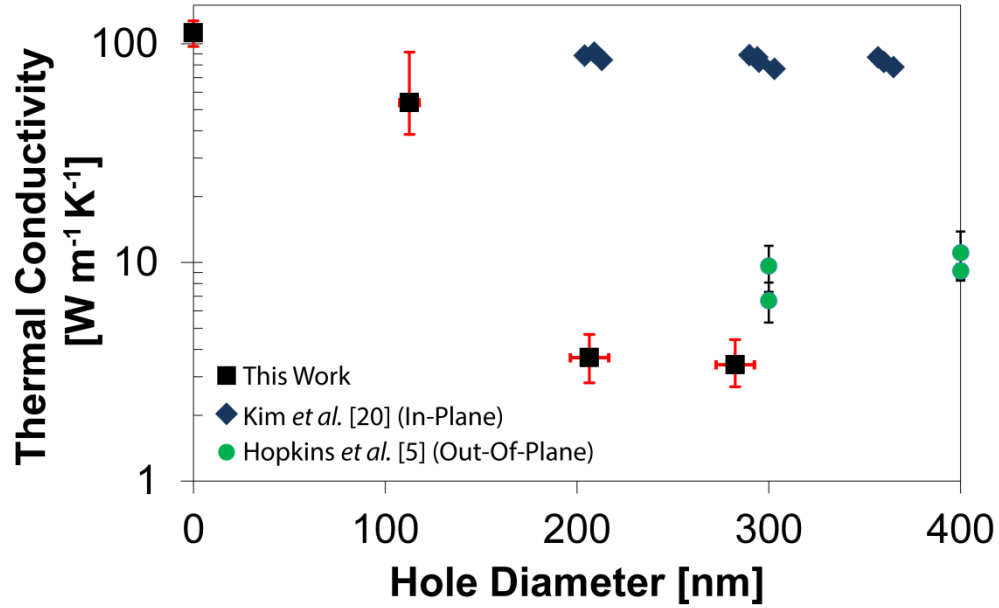 Thermal Conductivity
[W m⁻¹ K⁻¹]
100
10
1
This Work
Kim et al. [20] (In-Plane)
Hopkins et al. [5] (Out-Of-Plane)
0 100 200 300 400
Hole Diameter [nm]